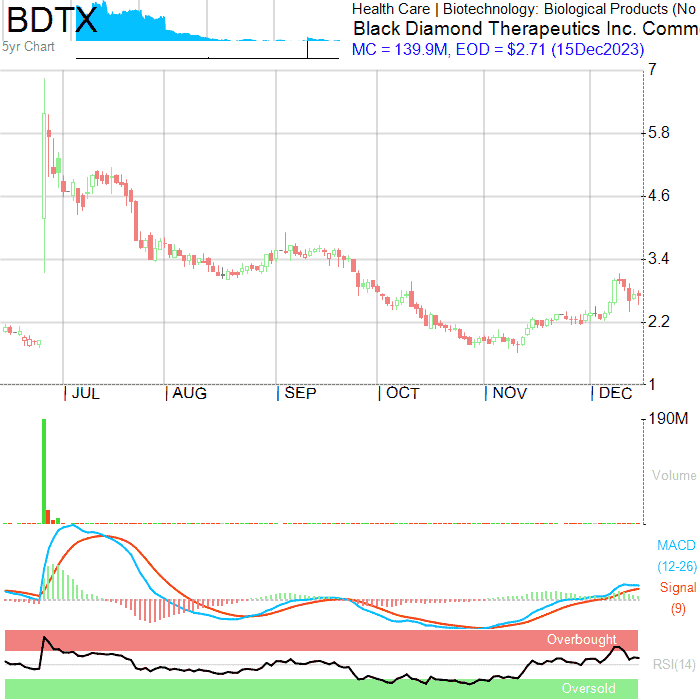 BDTX
5yr Chart
Health Care | Biotechnology: Biological Products (No
Black Diamond Therapeutics Inc. Comm
MC = 139.9M, EOD = $2.71 (15Dec2023)
7
5.8
4.6
3.4
2.2
1
JUL AUG SEP OCT NOV DEC
190M
Volume
MACD
(12-26)
Signal
(9)
Overbought
RSI(14)
Oversold